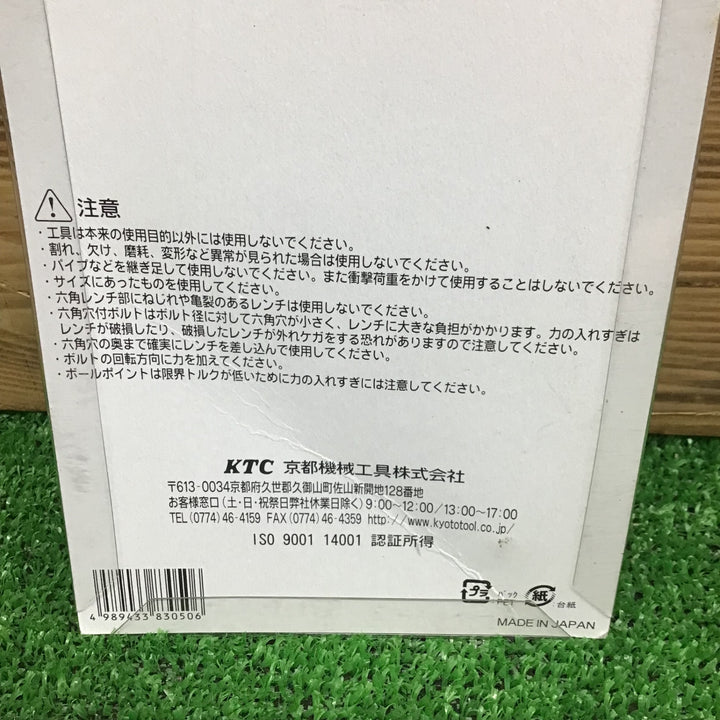 注意
・工具は本来の使用目的以外には使用しないでください。
・割れ、欠け、磨耗、変形など異常が見られた場合は使用しないでください。
・パイプなどを継ぎ足して使用しないでください。また衝撃荷重をかけて使用することはしないでください。
・サイズにあったものを使用してください。
・六角レンチ部にねじれや亀裂のあるレンチは使用しないでください。
・六角穴付ボルトはボルト径に対して六角穴が小さく、レンチに大きな負担がかかります。力の入れすぎは
レンチが破損したり、破損したレンチが外れケガをする恐れがありますので注意してください。
・六角穴の奥まで確実にレンチを差し込んで使用してください。
・ボルトの回転方向に力を加えてください。
・ボールポイントは限界トルクが低いために力の入れすぎには注意してください。
KTC 京都機械工具株式会社
〒613-0034京都府久世郡久御山町佐山新開地128番地
お客様窓口(土・日・祝祭日弊社休業日除く)9:00~12:00/13:00~17:00
TEL(0774)46-4159 FAX(0774)46-4359 http://www.kyototool.co.jp/
ISO 9001 14001 認証所得
4 989433 830506
プラ パック PET 紙 台紙
MADE IN JAPAN